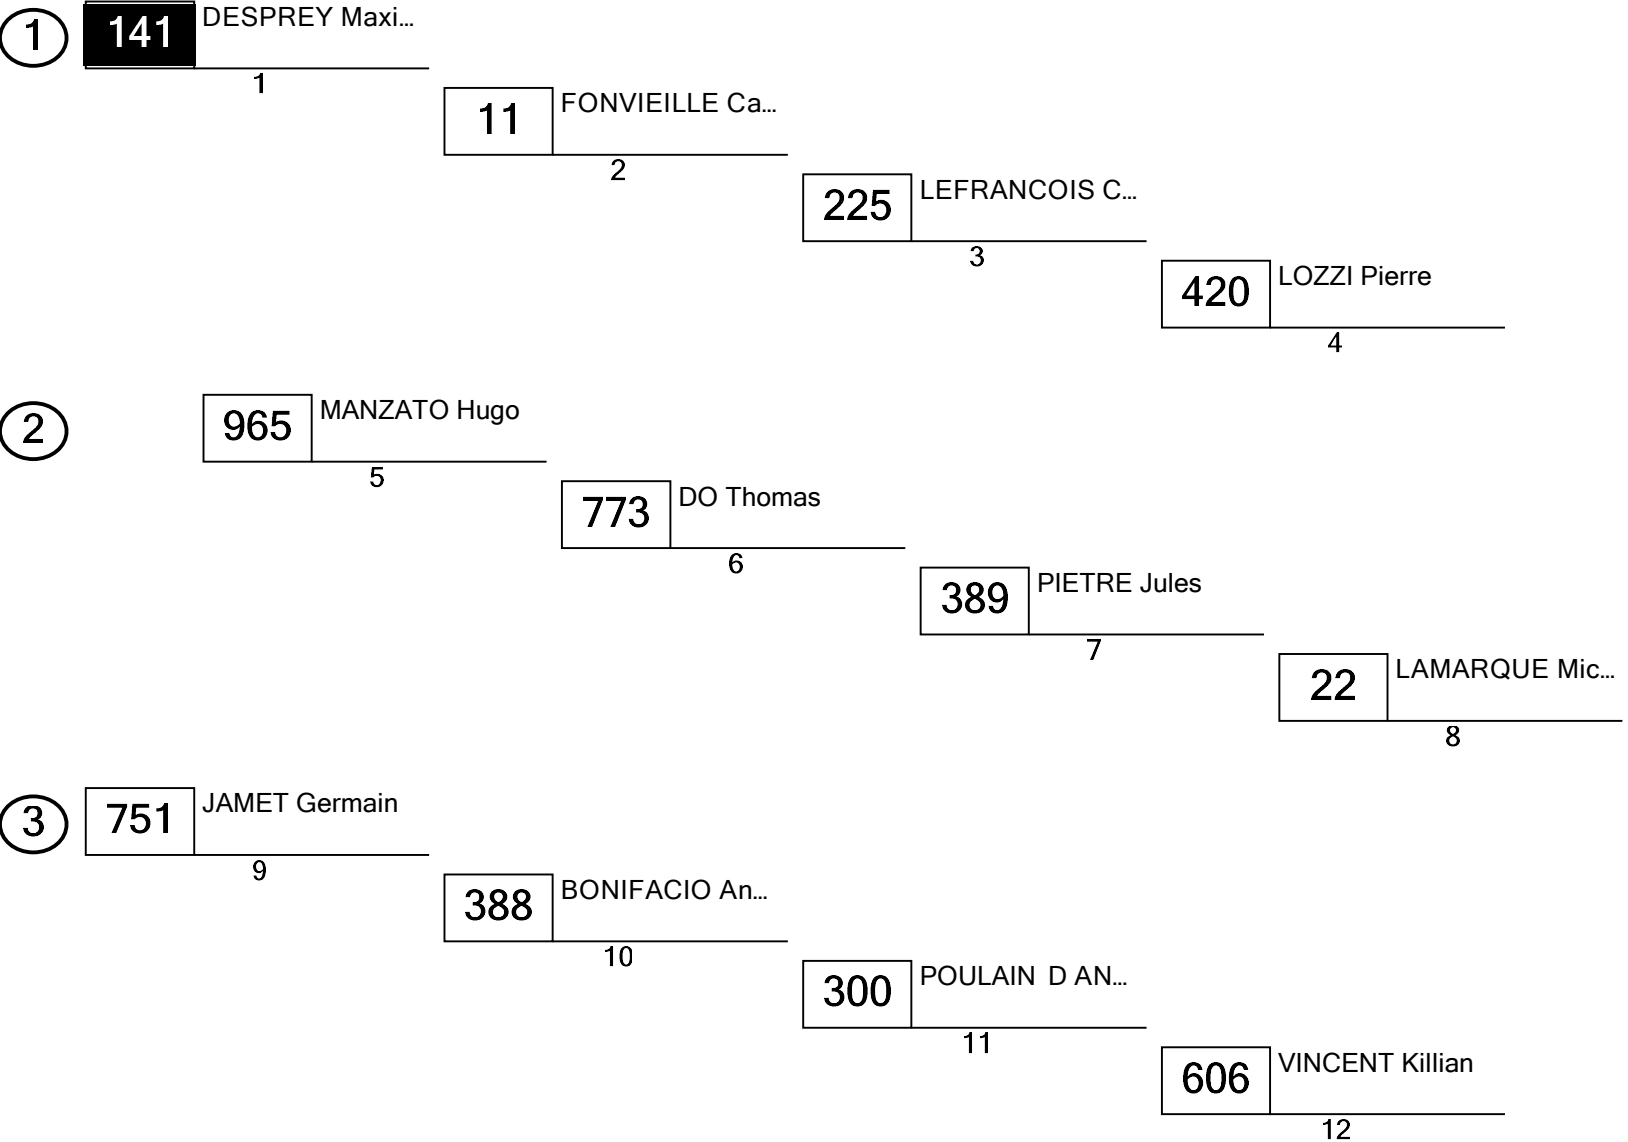 1 141 DESPREY Maxi...
1
11 FONVIEILLE Ca...
2
225 LEFRANCOIS C...
3
420 LOZZI Pierre
4
2 965 MANZATO Hugo
5
773 DO Thomas
6
389 PIETRE Jules
7
22 LAMARQUE Mic...
8
3 751 JAMET Germain
9
388 BONIFACIO An...
10
300 POULAIN  D AN...
11
606 VINCENT Killian
12